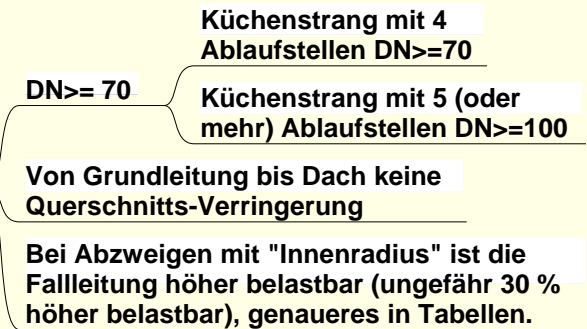 Küchenstrang mit 4
Ablaufstellen DN>=70
DN>= 70
Küchenstrang mit 5 (oder
mehr) Ablaufstellen DN>=100
Von Grundleitung bis Dach keine
Querschnitts-Verringerung
Bei Abzweigen mit "Innenradius" ist die
Fallleitung höher belastbar (ungefähr 30 %
höher belastbar), genaueres in Tabellen.